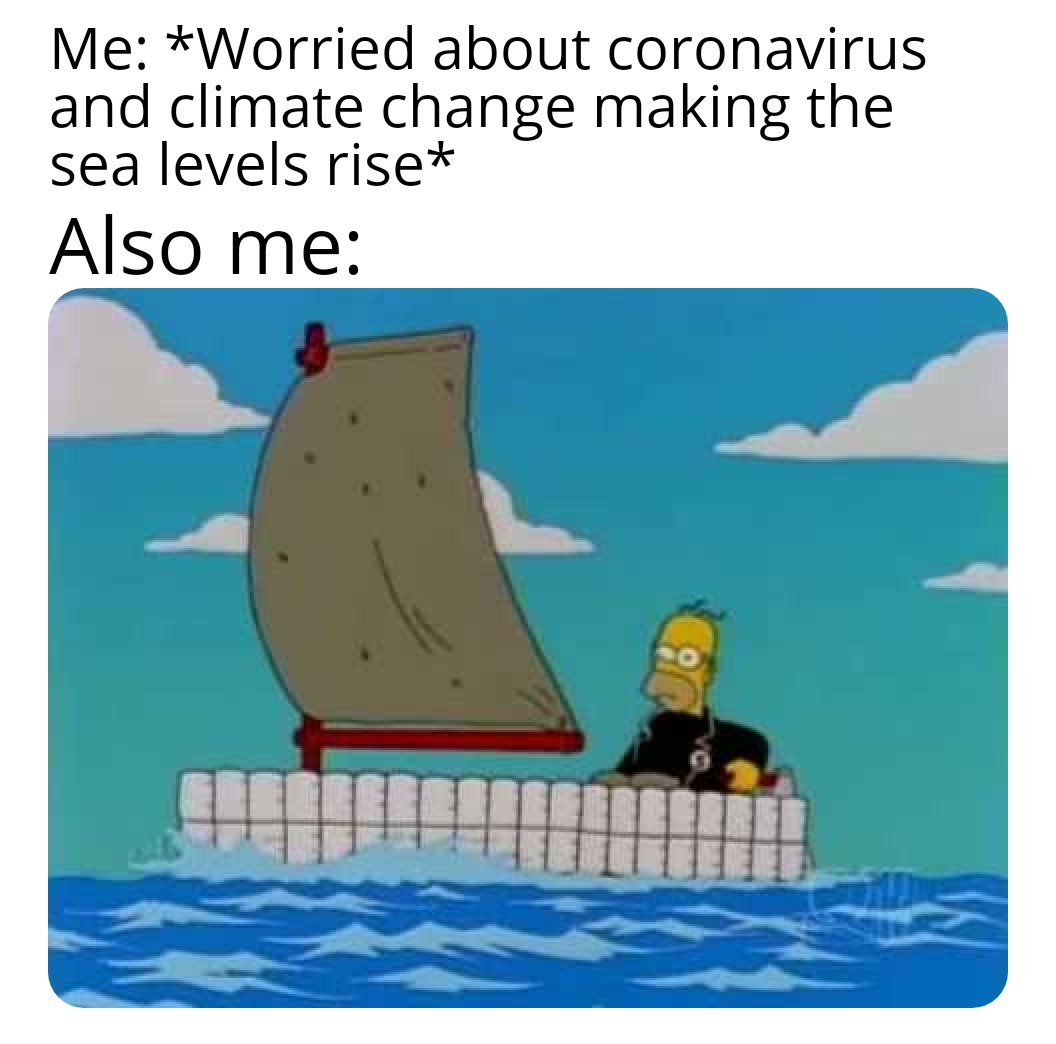 Me: *Worried about coronavirus
and climate change making the
sea levels rise*
Also me: